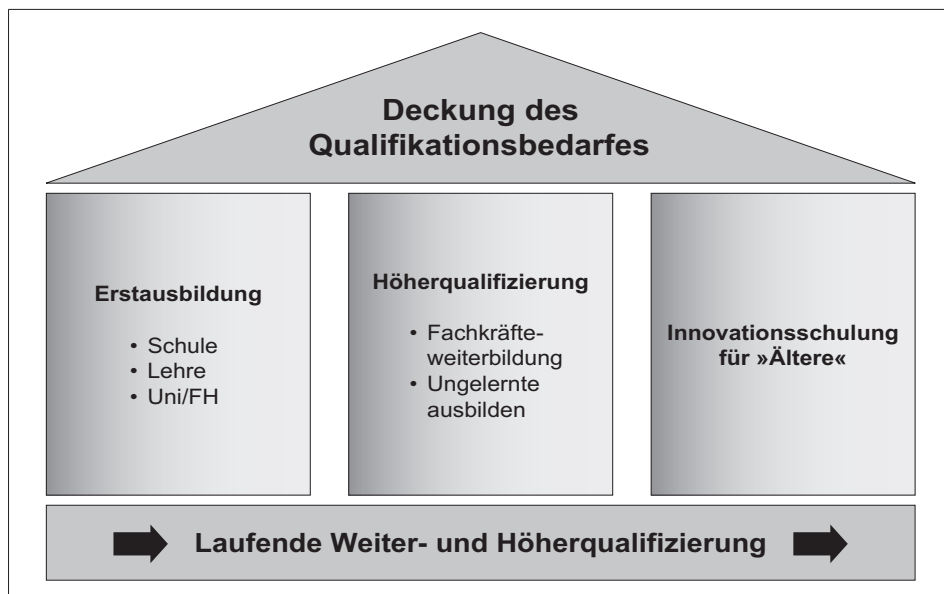 Deckung des
Qualifikationsbedarfes
Erstausbildung
• Schule
• Lehre
• Uni/FH
Höherqualifizierung
• Fachkräfte-
weiterbildung
• Ungelernte
ausbilden
Innovationsschulung
für »Ältere«
Laufende Weiter- und Höherqualifizierung